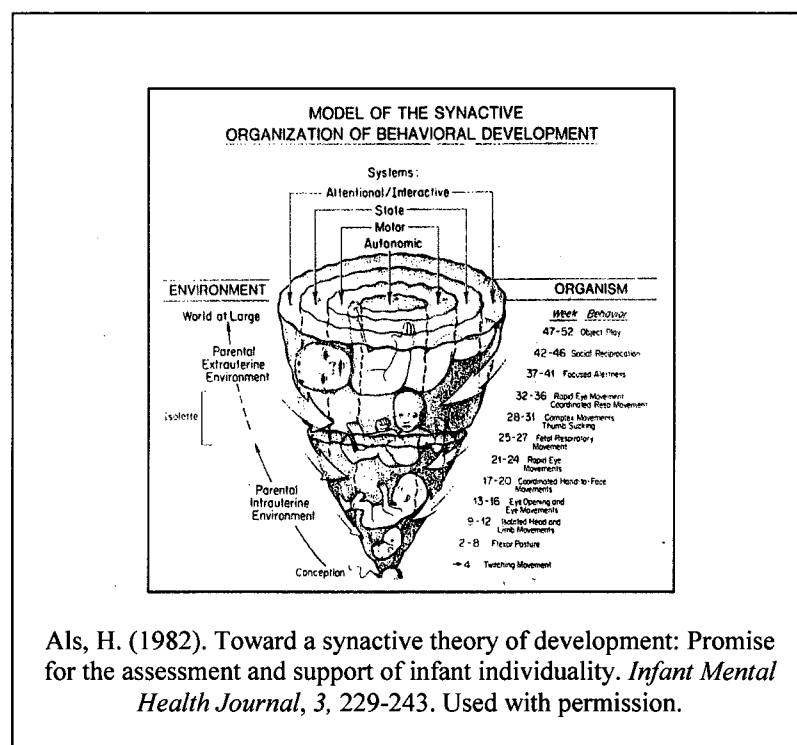 MODEL OF THE SYNACTIVE
ORGANIZATION OF BEHAVIORAL DEVELOPMENT
Systems:
Attentional/Interactive
State
Motor
Autonomic
ENVIRONMENT
World at Large
Parental
Extrauterine
Environment
Isolette
Parental
Intrauterine
Environment
Conception
ORGANISM
Week Behavior
47-52 Object Play
42-46 Social Reciprocation
37-41 Focused Alertness
32-36 Rapid Eye Movement
Coordinated Resp Movement
28-31 Complex Movements
Thumb Sucking
25-27 Fetal Respiratory
Movement
21-24 Rapid Eye
Movements
17-20 Coordinated Hand-to-Face
Movements
13-16 Eye Opening and
Eye Movements
9-12 Isolated Head and
Limb Movements
2-8 Flexor Posture
→4 Twitching Movement
Als, H. (1982). Toward a synactive theory of development: Promise
for the assessment and support of infant individuality. Infant Mental
Health Journal, 3, 229-243. Used with permission.